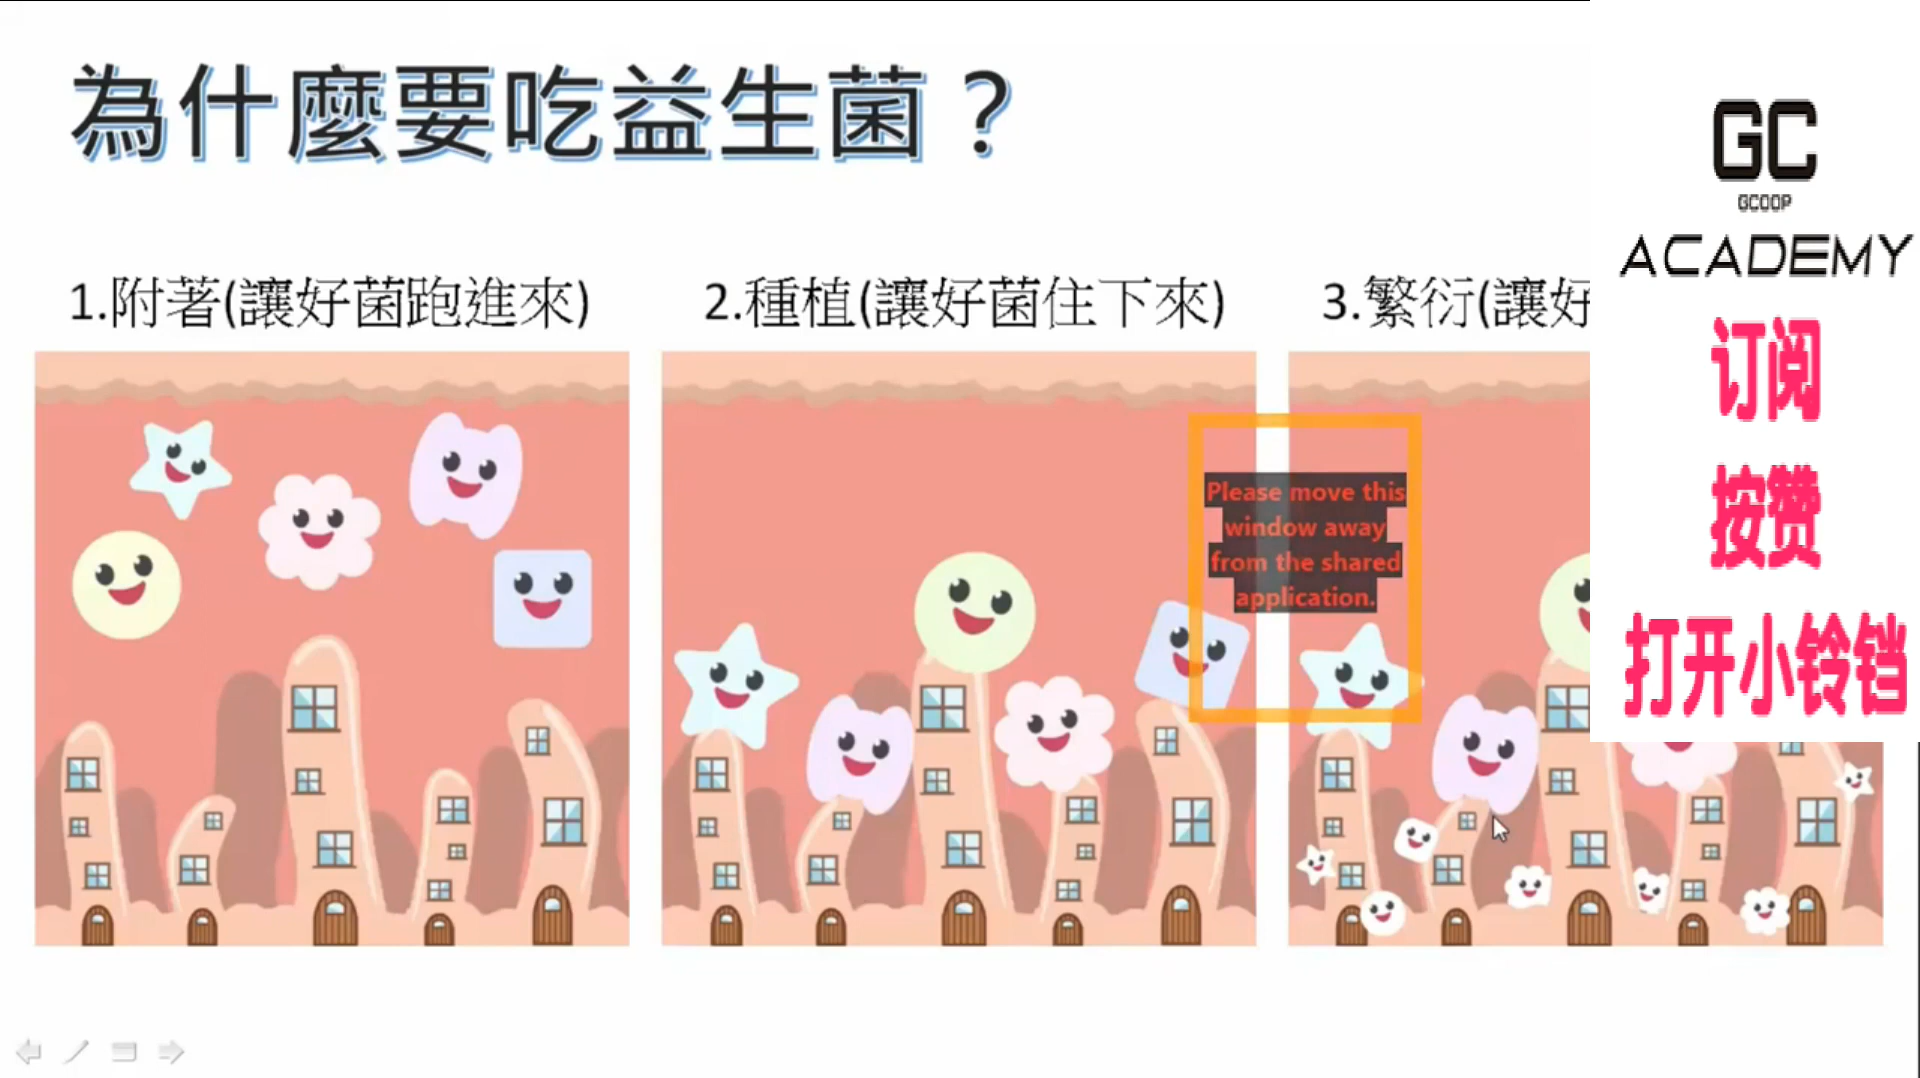 為什麼要吃益生菌？
1.附著(讓好菌跑進來)
2.種植(讓好菌住下來)
3.繁衍(讓好
Please move this
window away
from the shared
application.
GC
GCOOP
ACADEMY
订阅
按赞
打开小铃铛